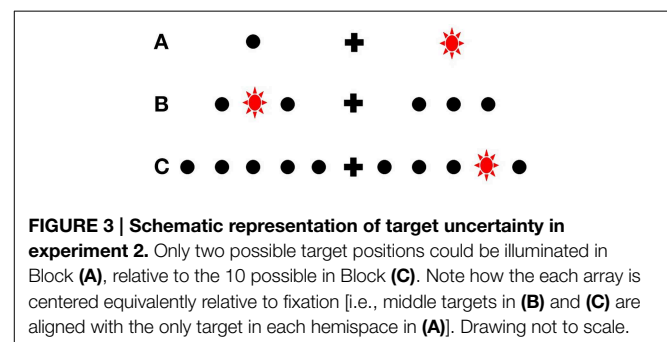 A
B
C
FIGURE 3 | Schematic representation of target uncertainty in
experiment 2. Only two possible target positions could be illuminated in
Block (A), relative to the 10 possible in Block (C). Note how the each array is
centered equivalently relative to fixation [i.e., middle targets in (B) and (C) are
aligned with the only target in each hemispace in (A)]. Drawing not to scale.